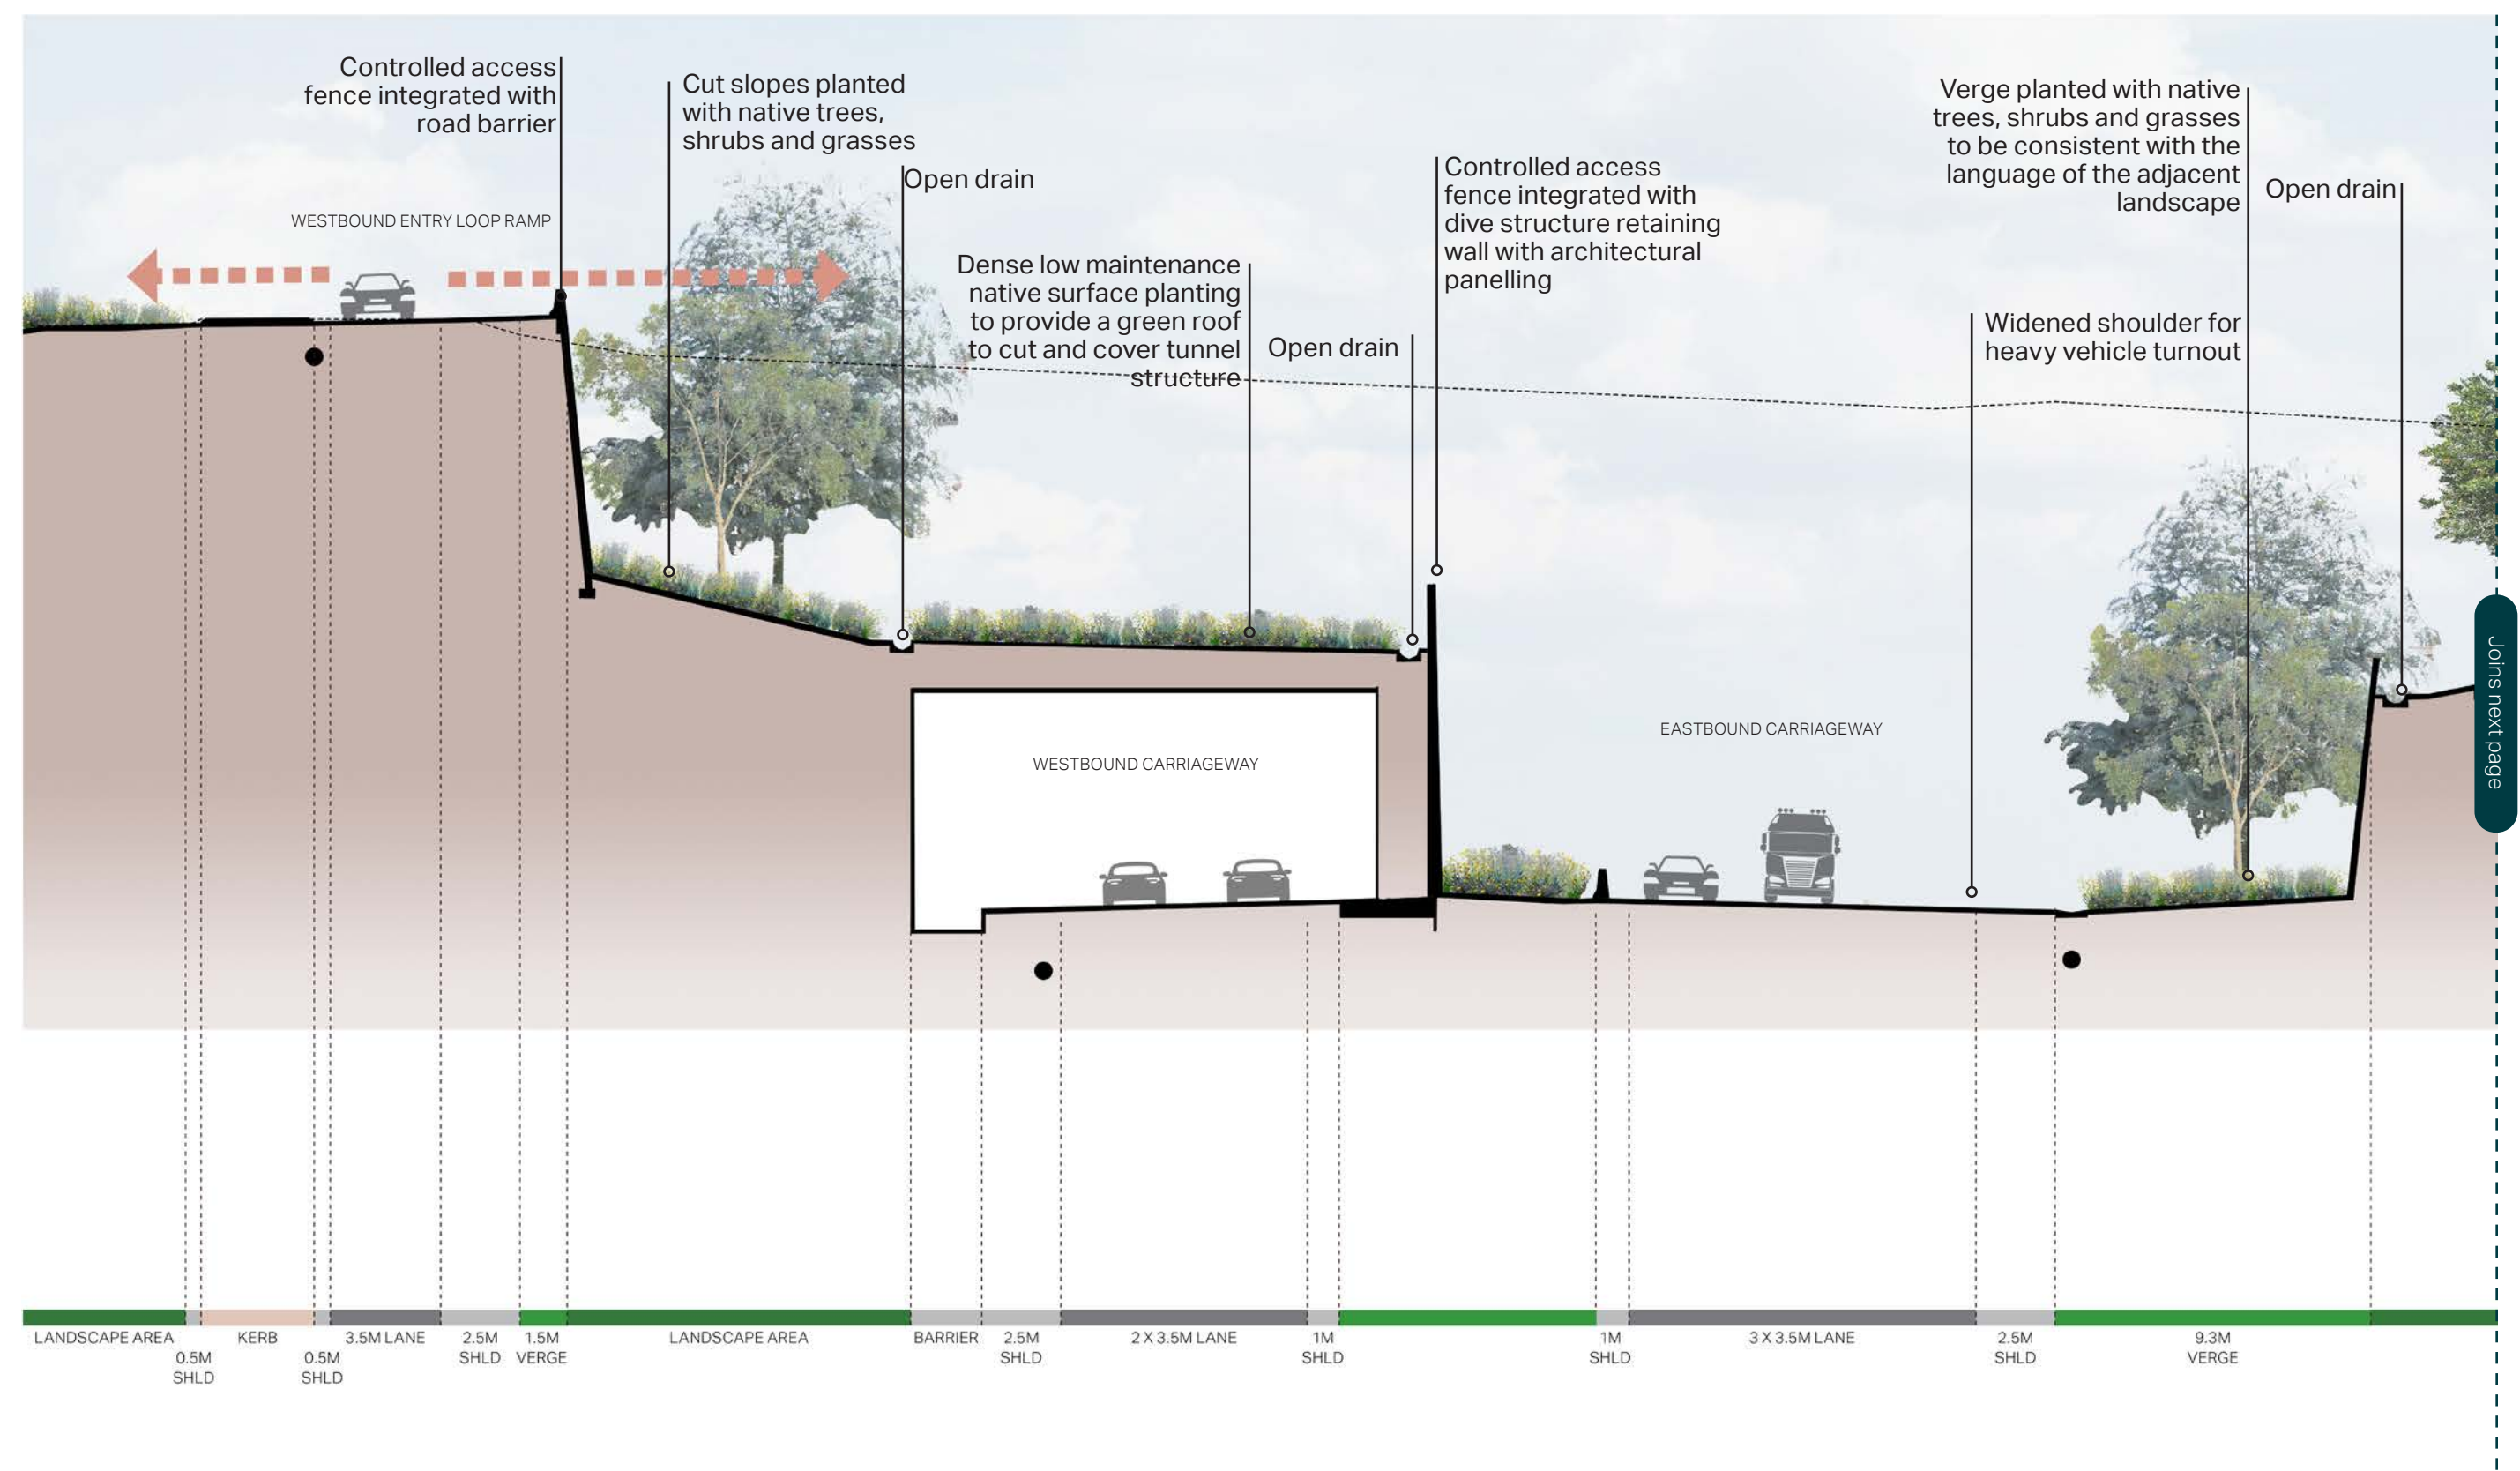 Controlled access
fence integrated with
road barrier
WESTBOUND ENTRY LOOP RAMP
Cut slopes planted
with native trees,
shrubs and grasses
Open drain
Dense low maintenance
native surface planting
to provide a green roof
to cut and cover tunnel
structure
Open drain
Controlled access
fence integrated with
dive structure retaining
wall with architectural
panelling
Verge planted with native
trees, shrubs and grasses
to be consistent with the
language of the adjacent
landscape
Open drain
Widened shoulder for
heavy vehicle turnout
WESTBOUND CARRIAGEWAY
EASTBOUND CARRIAGEWAY
Joins next page
LANDSCAPE AREA
0.5M
SHLD
KERB
0.5M
SHLD
3.5M LANE
2.5M
SHLD
1.5M
VERGE
LANDSCAPE AREA
BARRIER
2.5M
SHLD
2 X 3.5M LANE
1M
SHLD
1M
SHLD
3 X 3.5M LANE
2.5M
SHLD
9.3M
VERGE